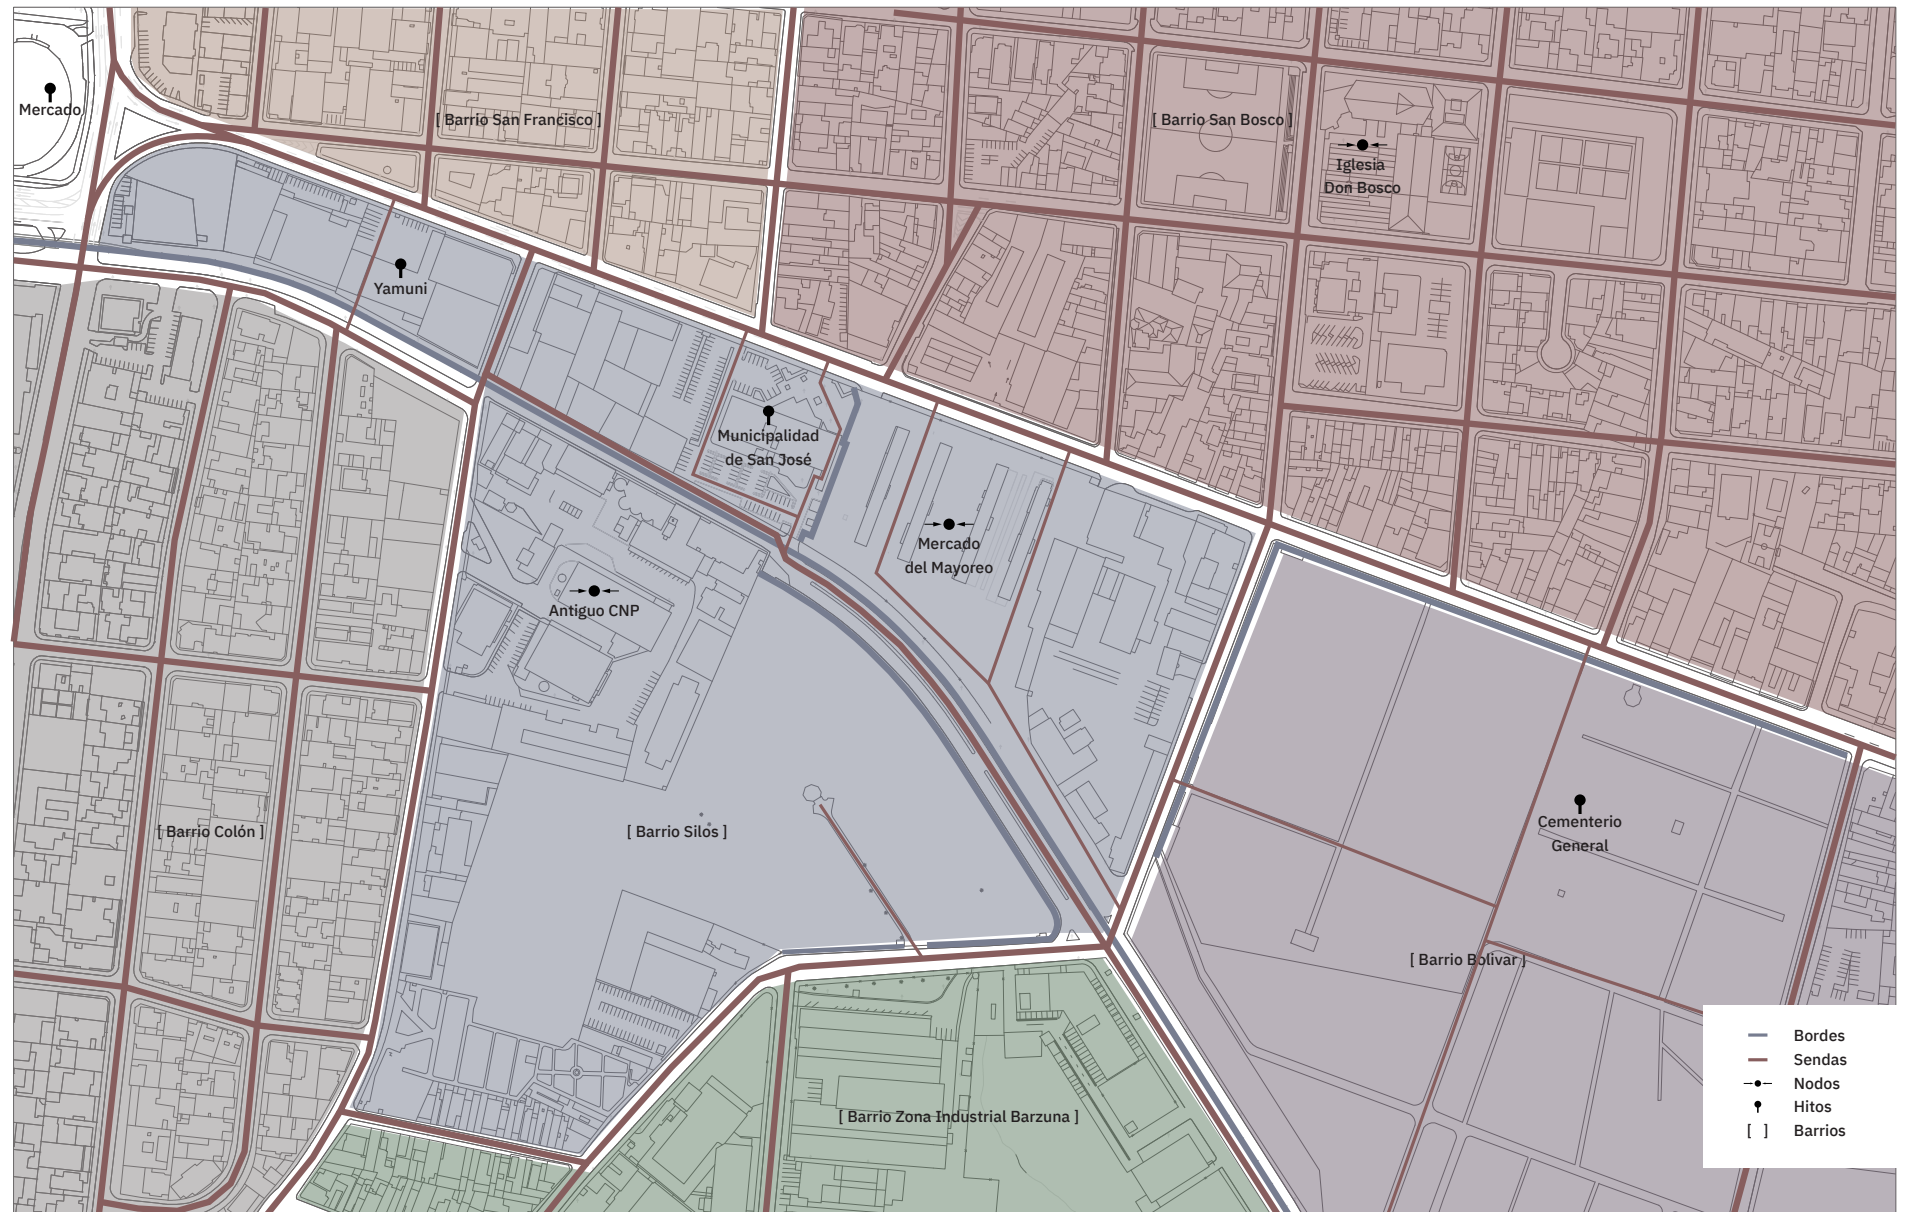 Mercado
[ Barrio San Francisco ]
[ Barrio San Bosco ]
Iglesia
Don Bosco
Yamuni
Municipalidad
de San José
Mercado
del Mayoreo
Antiguo CNP
[ Barrio Colón ]
[ Barrio Silos ]
Cementerio
General
[ Barrio Bolivar ]
[ Barrio Zona Industrial Barzuna ]
Bordes
Sendas
Nodos
Hitos
[ ] Barrios